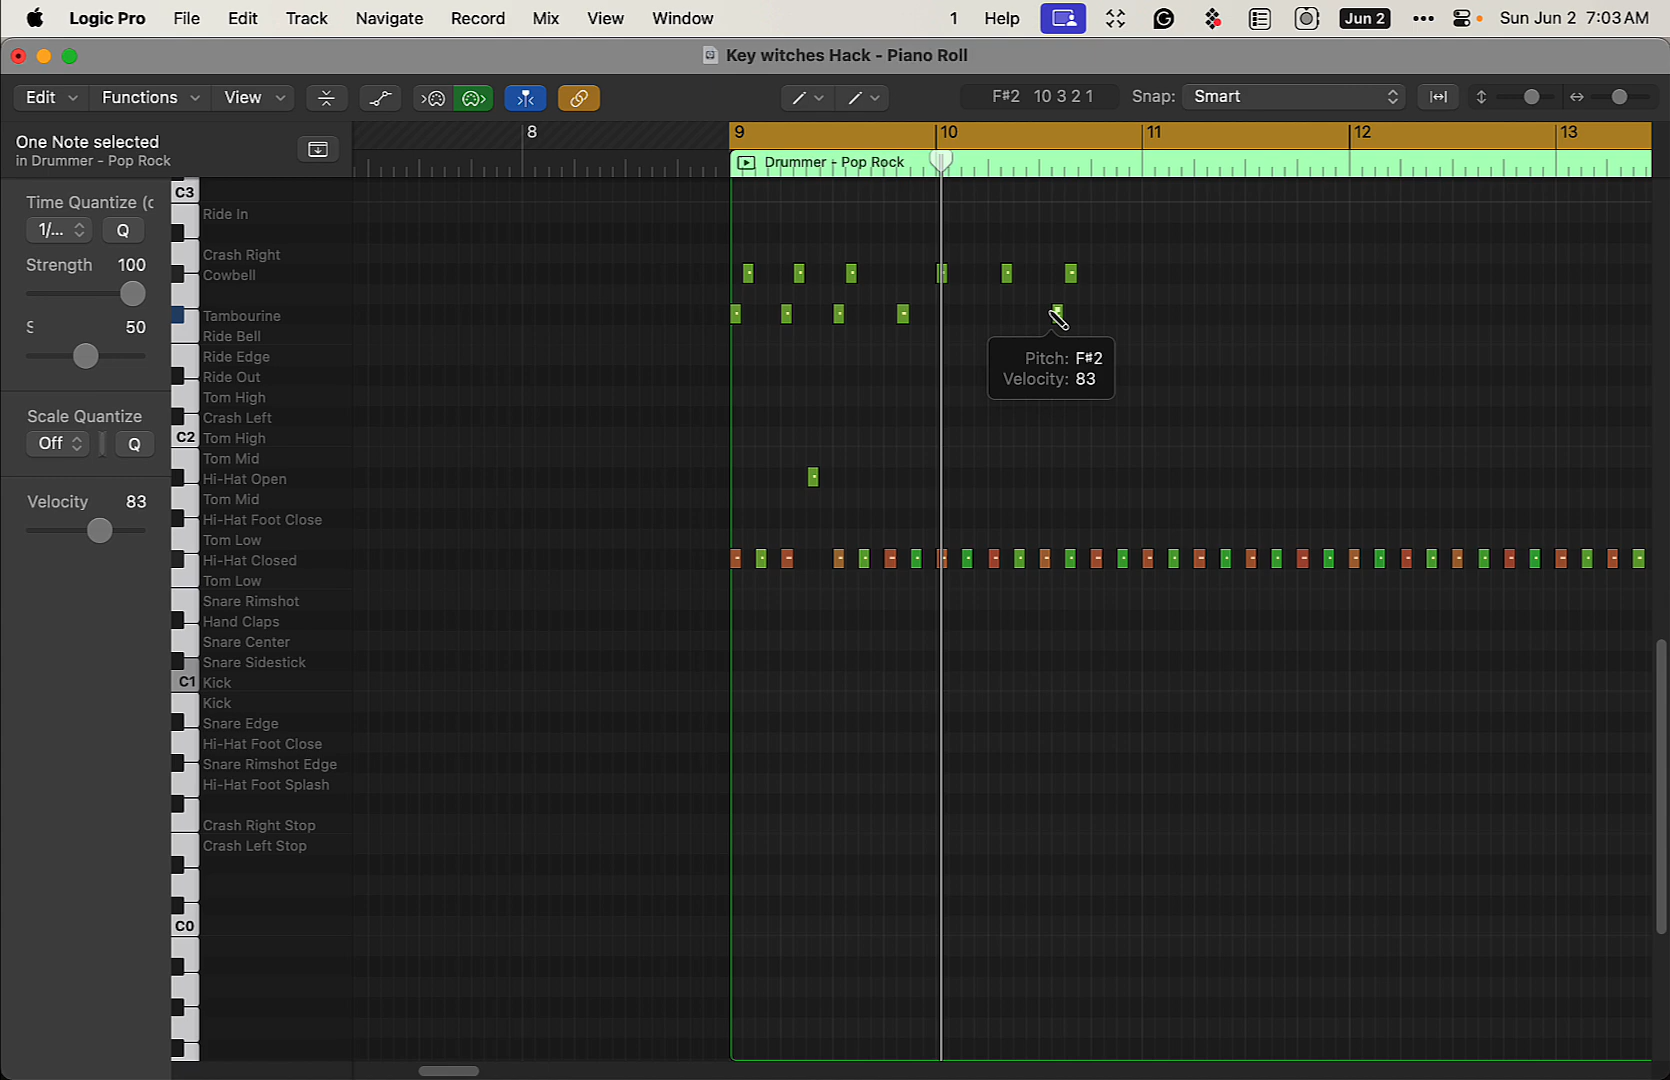 Logic Pro File Edit Track Navigate Record Mix View Window 1 Help Jun 2 Sun Jun 2 7:03 AM
Key witches Hack - Piano Roll
Edit Functions View F#2 10 3 2 1 Snap: Smart
One Note selected
in Drummer - Pop Rock
8 9 10 11 12 13
Drummer - Pop Rock
Time Quantize (c
1/... Q
Strength 100
S 50
Scale Quantize
Off Q
Velocity 83
C3
Ride In
Crash Right
Cowbell
Tambourine
Ride Bell
Ride Edge
Ride Out
Tom High
Crash Left
C2 Tom High
Tom Mid
Hi-Hat Open
Tom Mid
Hi-Hat Foot Close
Tom Low
Hi-Hat Closed
Tom Low
Snare Rimshot
Hand Claps
Snare Center
Snare Sidestick
C1 Kick
Kick
Snare Edge
Hi-Hat Foot Close
Snare Rimshot Edge
Hi-Hat Foot Splash
Crash Right Stop
Crash Left Stop
C0
Pitch: F#2
Velocity: 83